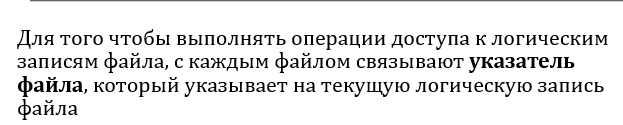 Для того чтобы выполнять операции доступа к логическим
записям файла, с каждым файлом связывают указатель
файла, который указывает на текущую логическую запись
файла